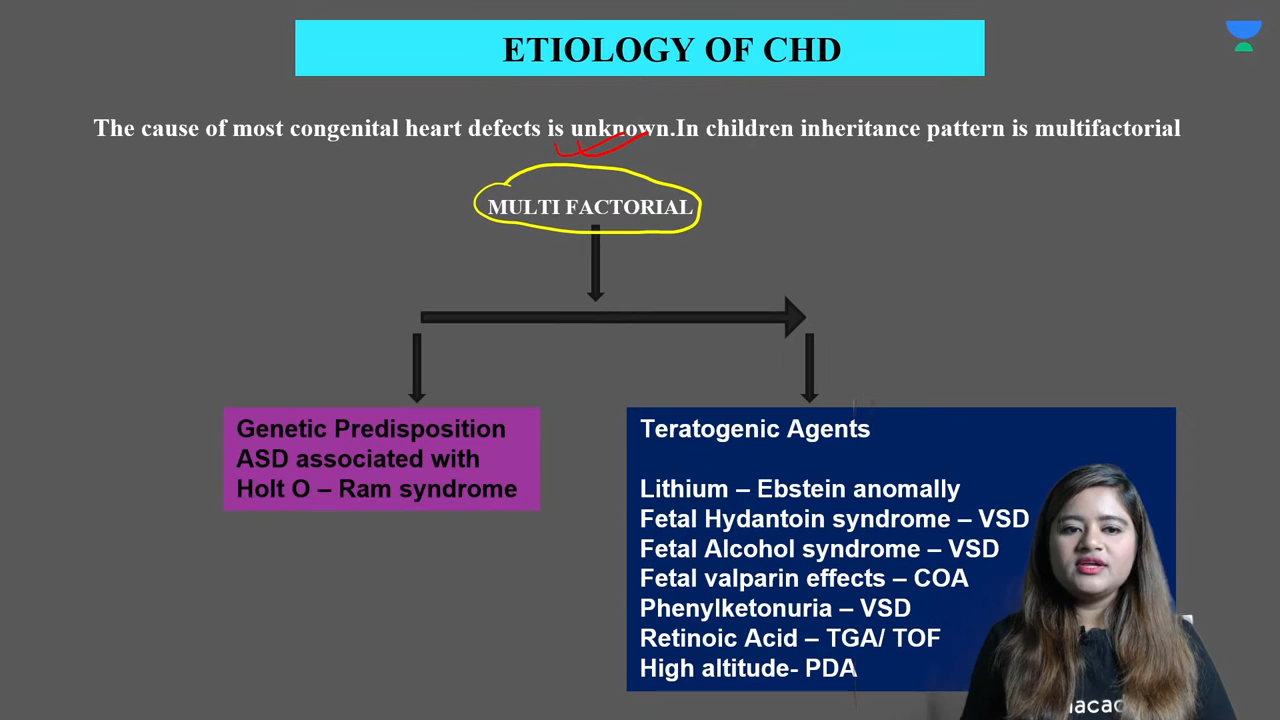 ETIOLOGY OF CHD
The cause of most congenital heart defects is unknown.In children inheritance pattern is multifactorial
MULTI FACTORIAL
Genetic Predisposition
ASD associated with
Holt O – Ram syndrome
Teratogenic Agents
Lithium – Ebstein anomally
Fetal Hydantoin syndrome – VSD
Fetal Alcohol syndrome – VSD
Fetal valparin effects – COA
Phenylketonuria – VSD
Retinoic Acid – TGA/ TOF
High altitude- PDA